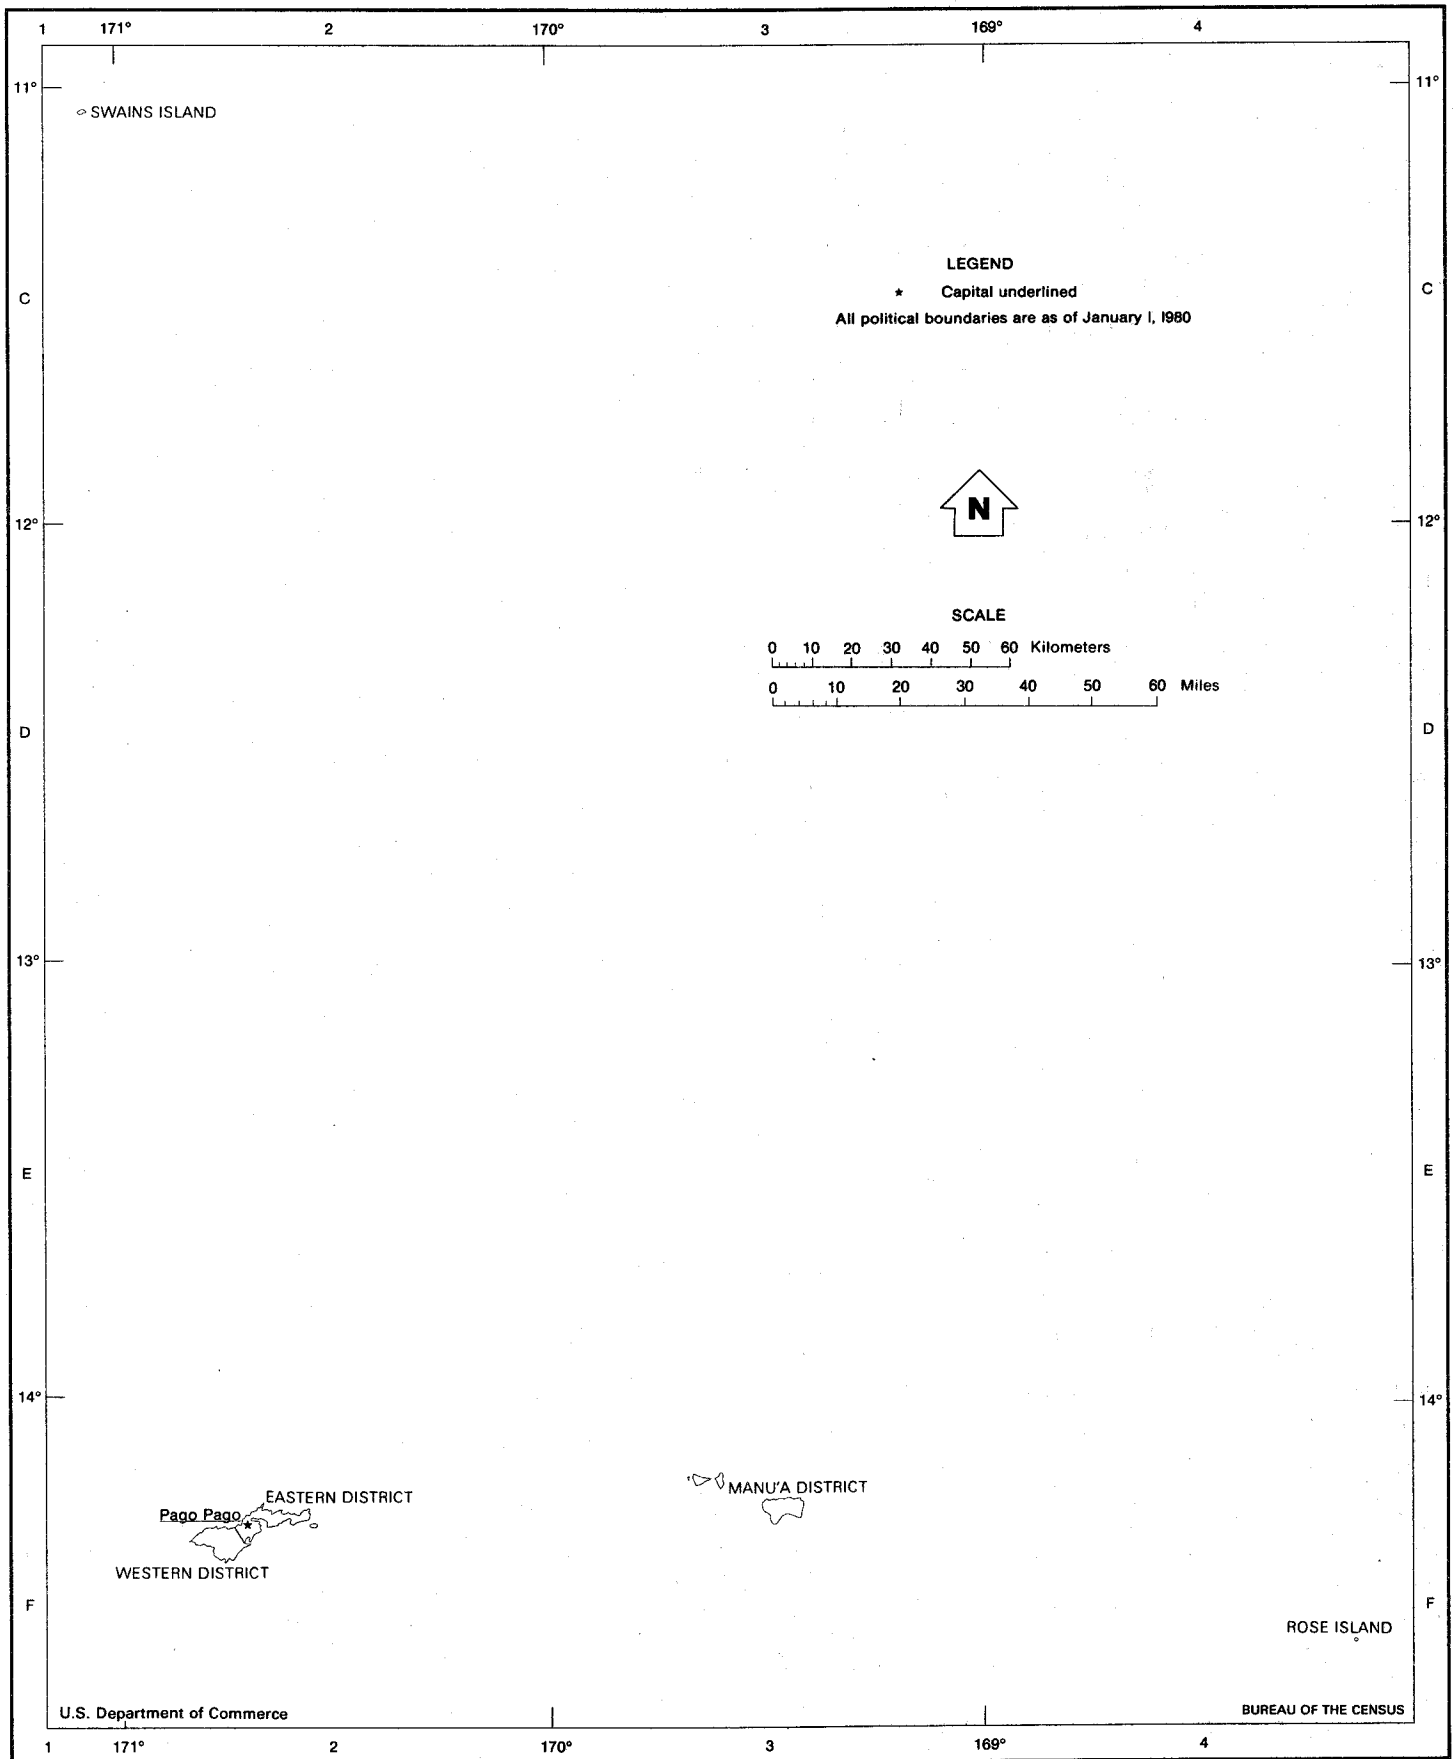 1 171° 2 170° 3 169° 4
11° 11°
SWAINS ISLAND
LEGEND
C C
★ Capital underlined
All political boundaries are as of January 1, 1980
N
12° 12°
SCALE
0 10 20 30 40 50 60 Kilometers
0 10 20 30 40 50 60 Miles
D D
13° 13°
E E
14° 14°
MANU'A DISTRICT
EASTERN DISTRICT
Pago Pago
WESTERN DISTRICT
F F
ROSE ISLAND
U.S. Department of Commerce BUREAU OF THE CENSUS
1 171° 2 170° 3 169° 4